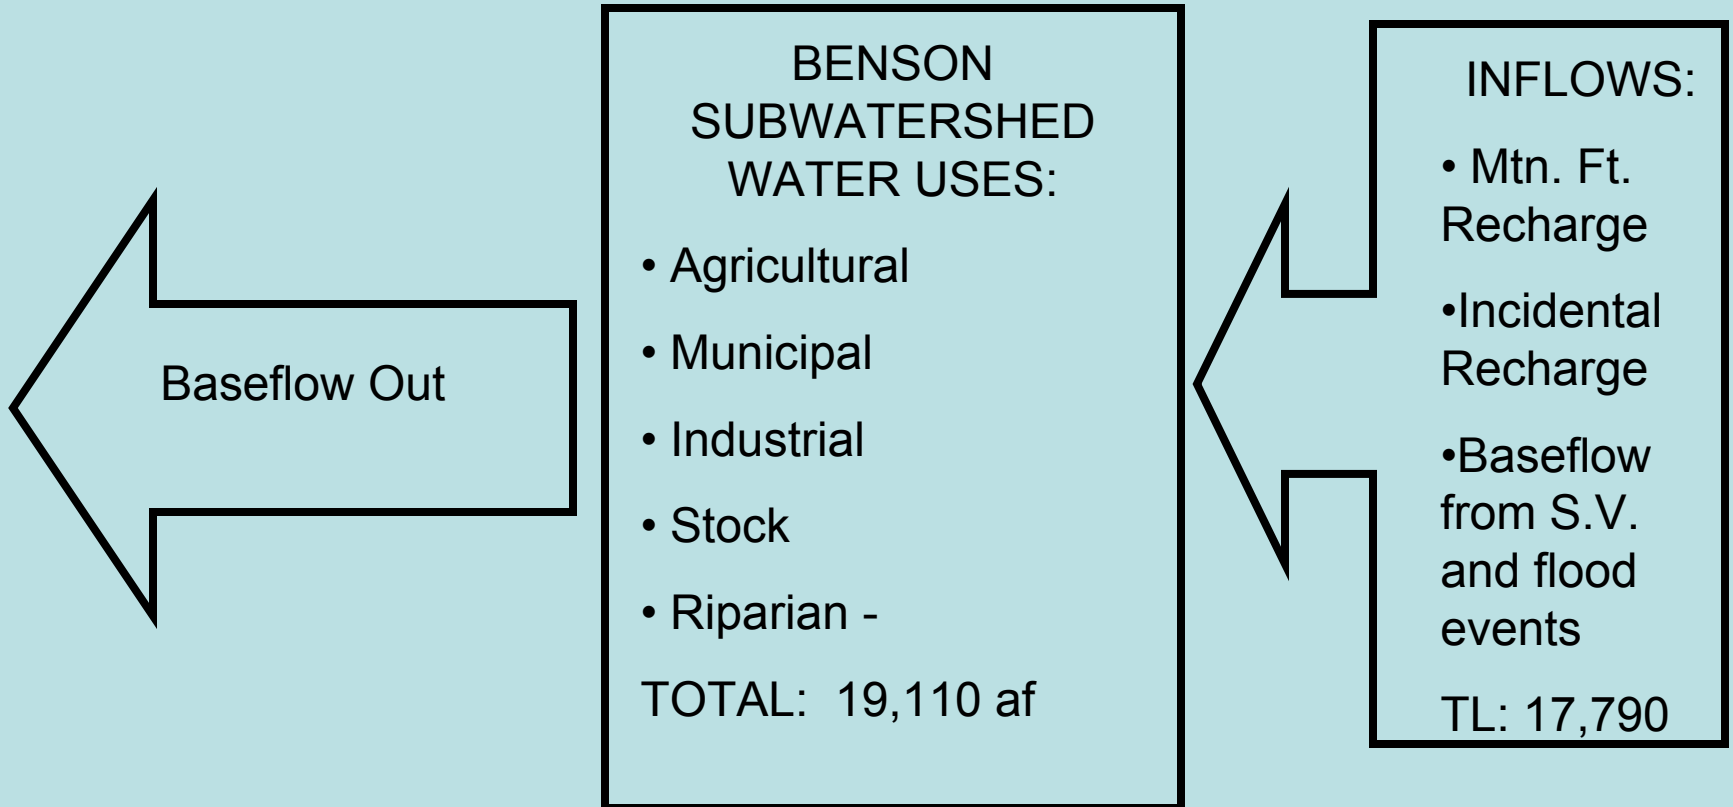 Baseflow Out
BENSON
SUBWATERSHED
WATER USES:
• Agricultural
• Municipal
• Industrial
• Stock
• Riparian -
TOTAL: 19,110 af
INFLOWS:
• Mtn. Ft.
Recharge
•Incidental
Recharge
•Baseflow
from S.V.
and flood
events
TL: 17,790